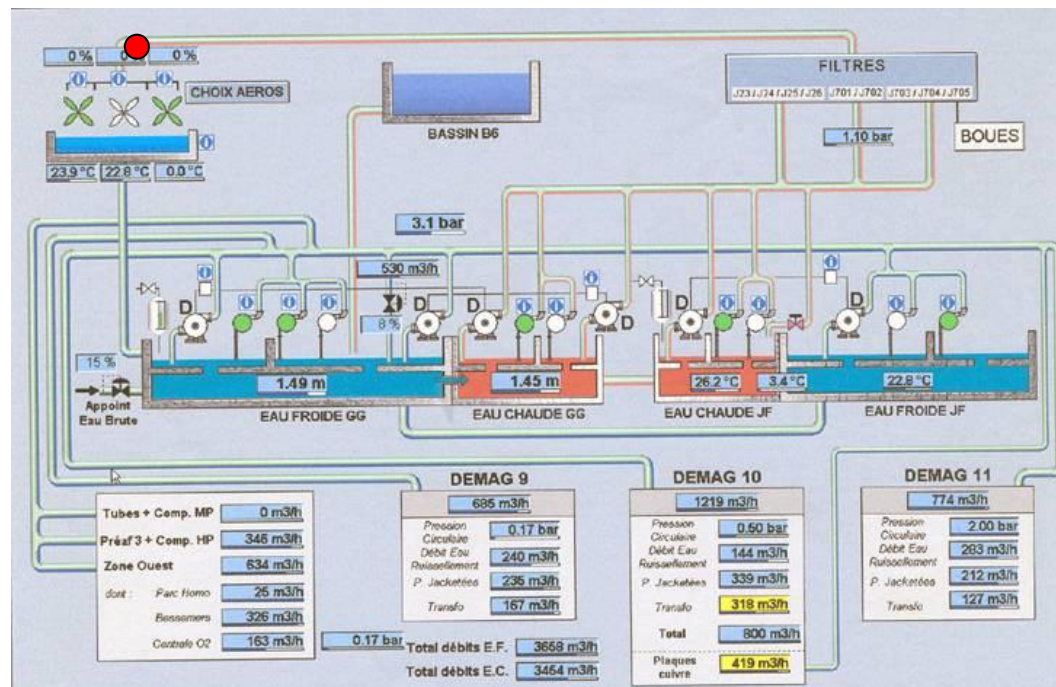 0 % 0 % 0 %
CHOIX AEROS
FILTRES
J23 / J24 / J25 / J26 J701 / J702 J703 / J704 / J705
BASSIN B6
1.10 bar
BOUES
23.9 °C 22.8 °C 0.0 °C
3.1 bar
530 m3/h
D D D D D D
8 %
15 %
1.49 m 1.45 m 26.2 °C 3.4 °C 22.8 °C
Appoint
Eau Brute
EAU FROIDE GG EAU CHAUDE GG EAU CHAUDE JF EAU FROIDE JF
Tubes + Comp. MP 0 m3/h
Préaf 3 + Comp. HP 346 m3/h
Zone Ouest 634 m3/h
dont : Parc Homo 25 m3/h
Bessemers 326 m3/h
Centrale O2 163 m3/h
DEMAG 9
685 m3/h
Pression
Circulaire 0.17 bar
Débit Eau
Ruissellement 240 m3/h
P. Jacketées 235 m3/h
Transfo 167 m3/h
0.17 bar
Total débits E.F. 3658 m3/h
Total débits E.C. 3454 m3/h
DEMAG 10
1219 m3/h
Pression
Circulaire 0.50 bar
Débit Eau
Ruissellement 144 m3/h
P. Jacketées 339 m3/h
Transfo 318 m3/h
Total 800 m3/h
Plaques
cuivre 419 m3/h
DEMAG 11
774 m3/h
Pression
Circulaire 2.00 bar
Débit Eau
Ruissellement 283 m3/h
P. Jacketées 212 m3/h
Transfo 127 m3/h